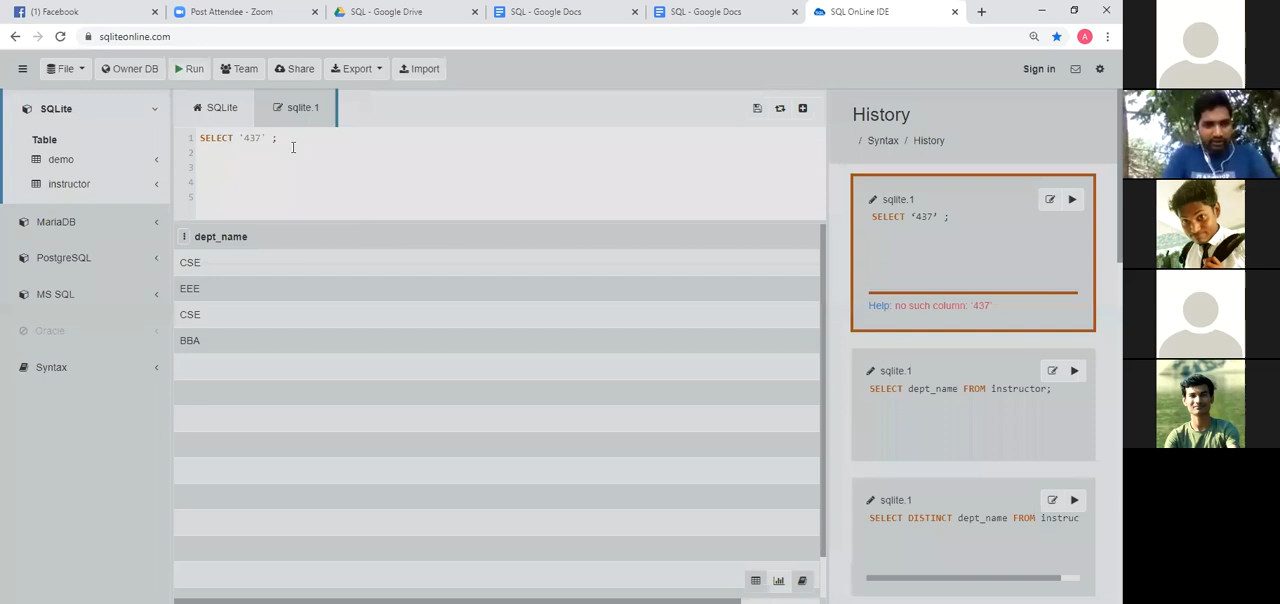 (1) Facebook
Post Attendee - Zoom
SQL - Google Drive
SQL - Google Docs
SQL - Google Docs
SQL OnLine IDE
sqliteonline.com
A
File
Owner DB
Run
Team
Share
Export
Import
Sign in
SQLite
Table
demo
instructor
MariaDB
PostgreSQL
MS SQL
Oracle
Syntax
SQLite
sqlite.1
1 SELECT ‘437’ ;
2
3
4
5
dept_name
CSE
EEE
CSE
BBA
History
/ Syntax / History
sqlite.1
SELECT ‘437’ ;
Help: no such column: ‘437’
sqlite.1
SELECT dept_name FROM instructor;
sqlite.1
SELECT DISTINCT dept_name FROM instruc